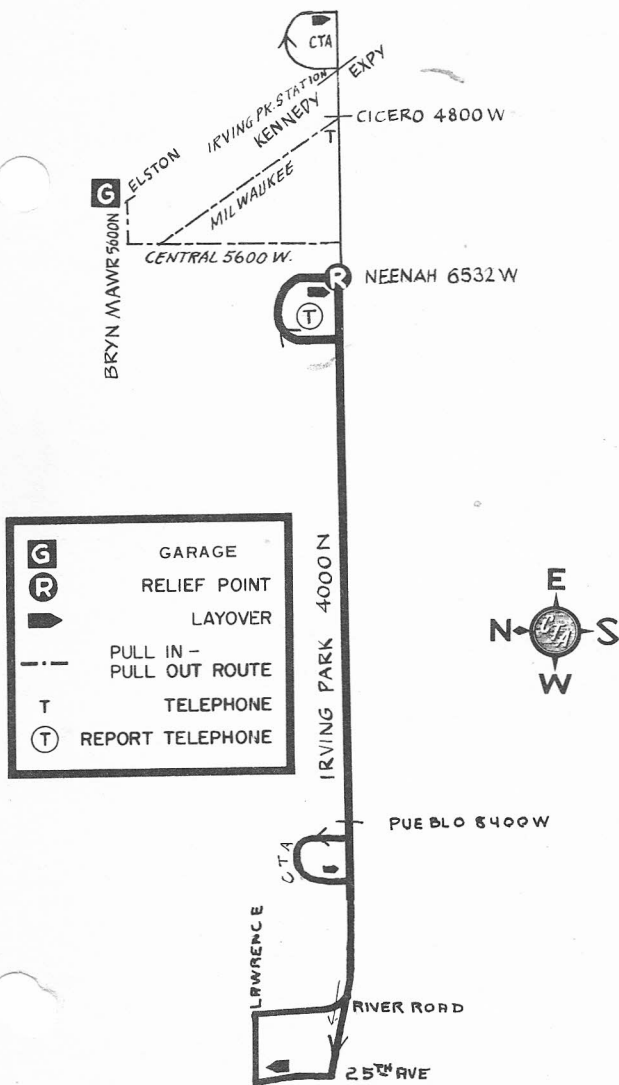 CTA
EXPY
IRVING PK. STATION
KENNEDY
CICERO 4800 W
T
ELSTON
G
MILWAUKEE
BRYN MAWR 5600N
CENTRAL 5600 W.
R
NEENAH 6532 W
T
G GARAGE
R RELIEF POINT
LAYOVER
PULL IN –
PULL OUT ROUTE
T TELEPHONE
T REPORT TELEPHONE
IRVING PARK 4000 N
E
N
CTA
S
W
PUEBLO 8400 W
CTA
LAWRENCE
RIVER ROAD
25TH AVE